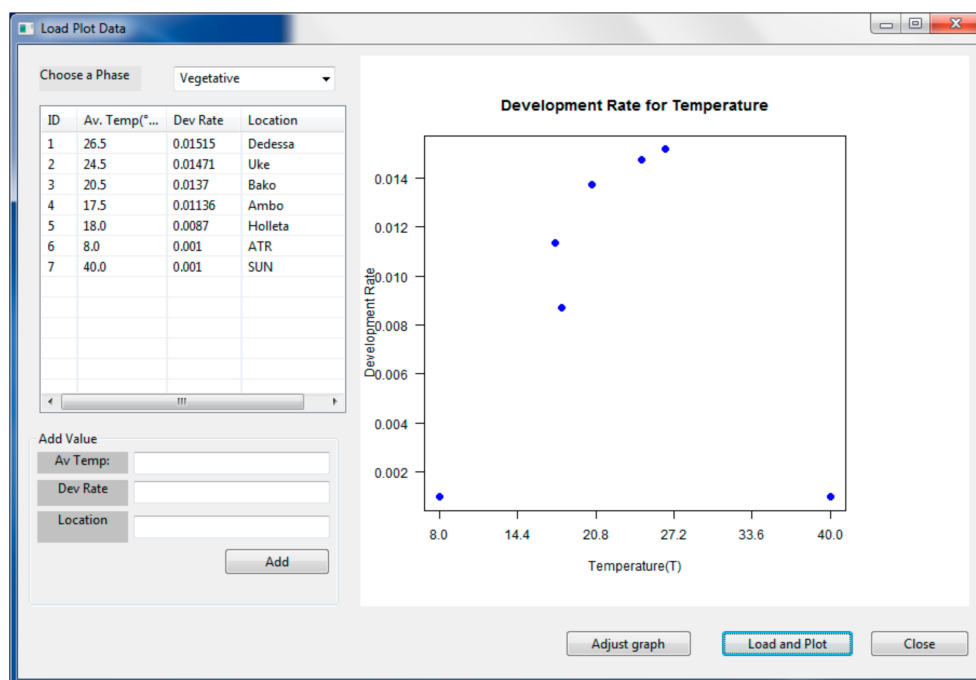 Load Plot Data
Choose a Phase
Vegetative
ID Av. Temp(°... Dev Rate Location
1 26.5 0.01515 Dedessa
2 24.5 0.01471 Uke
3 20.5 0.0137 Bako
4 17.5 0.01136 Ambo
5 18.0 0.0087 Holleta
6 8.0 0.001 ATR
7 40.0 0.001 SUN
Add Value
Av Temp:
Dev Rate
Location
Add
Development Rate for Temperature
Development Rate
0.014
0.012
0.010
0.008
0.006
0.004
0.002
8.0 14.4 20.8 27.2 33.6 40.0
Temperature(T)
Adjust graph Load and Plot Close